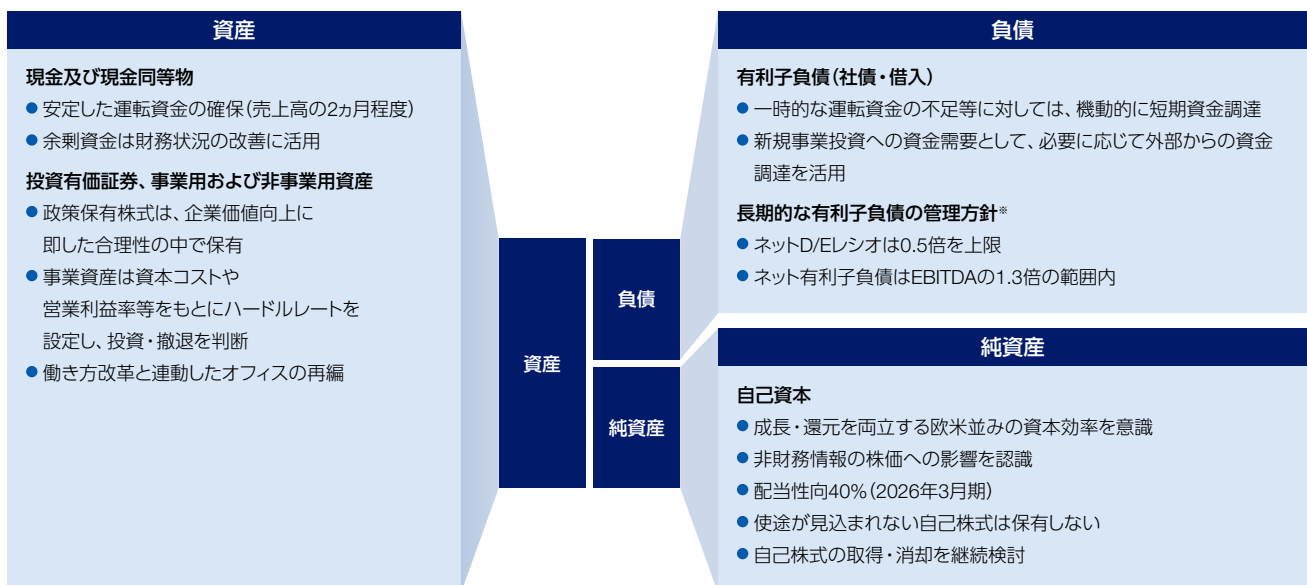 資産
現金及び現金同等物
● 安定した運転資金の確保（売上高の2ヵ月程度）
● 余剰資金は財務状況の改善に活用
投資有価証券、事業用および非事業用資産
● 政策保有株式は、企業価値向上に
即した合理性の中で保有
● 事業資産は資本コストや
営業利益率等をもとにハードルレートを
設定し、投資・撤退を判断
● 働き方改革と連動したオフィスの再編
資産
負債
純資産
負債
有利子負債（社債・借入）
● 一時的な運転資金の不足等に対しては、機動的に短期資金調達
● 新規事業投資への資金需要として、必要に応じて外部からの資金
調達を活用
長期的な有利子負債の管理方針※
● ネットD/Eレシオは0.5倍を上限
● ネット有利子負債はEBITDAの1.3倍の範囲内
純資産
自己資本
● 成長・還元を両立する欧米並みの資本効率を意識
● 非財務情報の株価への影響を認識
● 配当性向40%（2026年3月期）
● 使途が見込まれない自己株式は保有しない
● 自己株式の取得・消却を継続検討